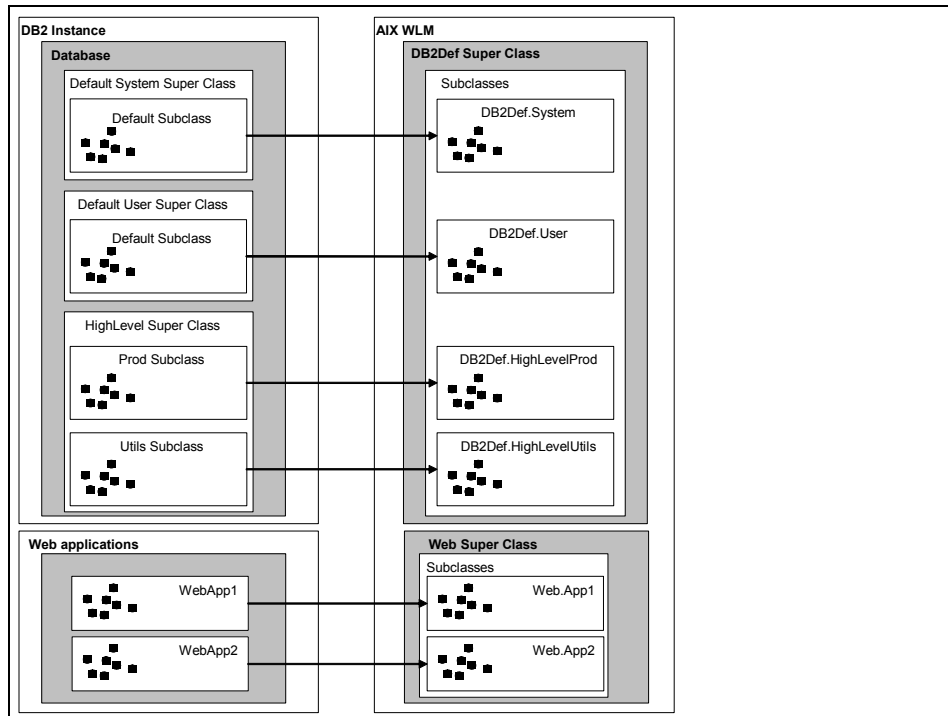 DB2 Instance
Database
Default System Super Class
Default Subclass
Default User Super Class
Default Subclass
HighLevel Super Class
Prod Subclass
Utils Subclass
Web applications
WebApp1
WebApp2
AIX WLM
DB2Def Super Class
Subclasses
DB2Def.System
DB2Def.User
DB2Def.HighLevelProd
DB2Def.HighLevelUtils
Web Super Class
Subclasses
Web.App1
Web.App2